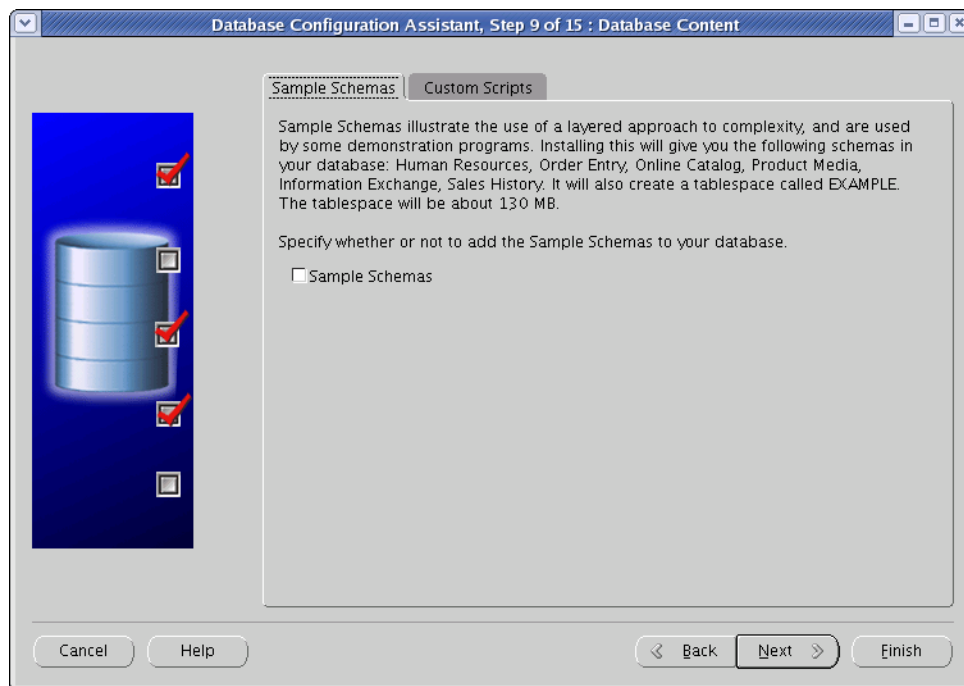 Database Configuration Assistant, Step 9 of 15 : Database Content
Sample Schemas
Custom Scripts
Sample Schemas illustrate the use of a layered approach to complexity, and are used
by some demonstration programs. Installing this will give you the following schemas in
your database: Human Resources, Order Entry, Online Catalog, Product Media,
Information Exchange, Sales History. It will also create a tablespace called EXAMPLE.
The tablespace will be about 130 MB.
Specify whether or not to add the Sample Schemas to your database.
Sample Schemas
Cancel
Help
Back
Next
Finish